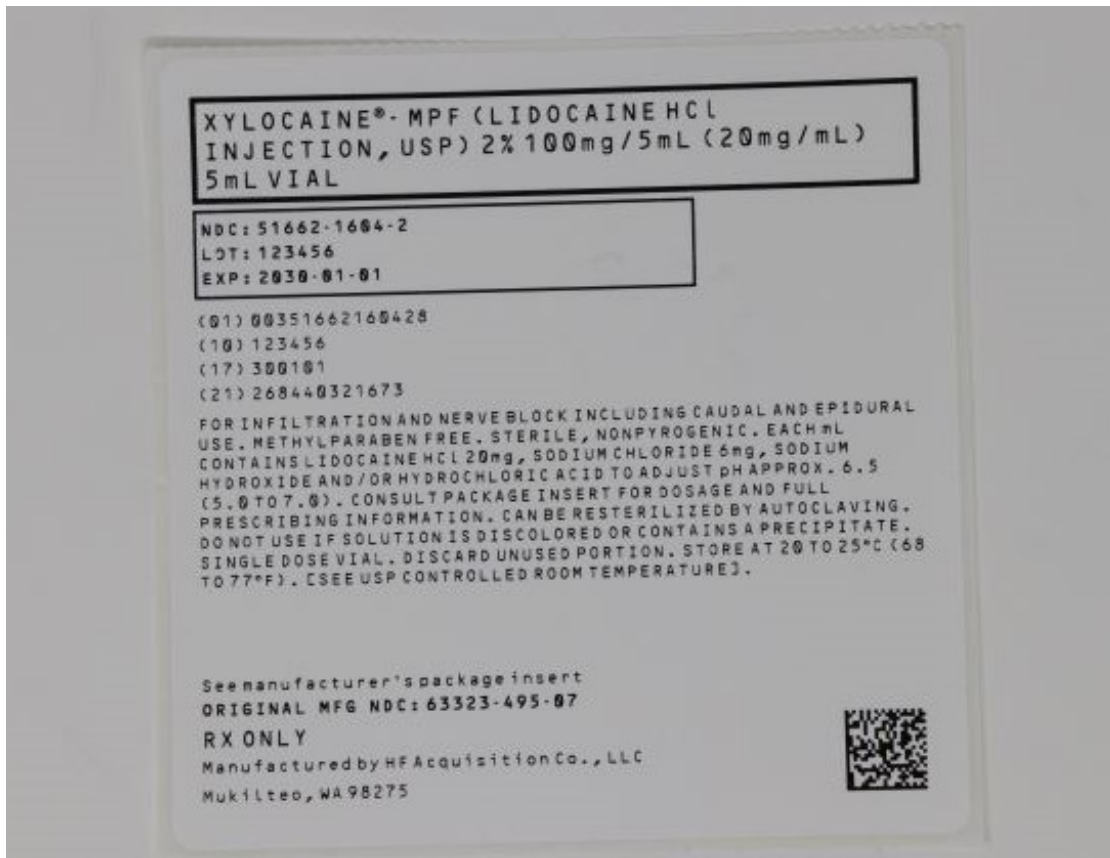 XYLOCAINE®-MPF (LIDOCAINE HCl
INJECTION, USP) 2% 100mg/5mL (20mg/mL)
5mL VIAL
NDC: 51662-1604-2
LOT: 123456
EXP: 2030-01-01
(01) 00351662160428
(10) 123456
(17) 300101
(21) 268440321673
FOR INFILTRATION AND NERVE BLOCK INCLUDING CAUDAL AND EPIDURAL
USE. METHYLPARABEN FREE. STERILE, NONPYROGENIC. EACH mL
CONTAINS LIDOCAINE HCl 20mg, SODIUM CHLORIDE 6mg, SODIUM
HYDROXIDE AND/OR HYDROCHLORIC ACID TO ADJUST pH APPROX. 6.5
(5.0 TO 7.0). CONSULT PACKAGE INSERT FOR DOSAGE AND FULL
PRESCRIBING INFORMATION. CAN BE RESTERILIZED BY AUTOCLAVING.
DO NOT USE IF SOLUTION IS DISCOLORED OR CONTAINS A PRECIPITATE.
SINGLE DOSE VIAL. DISCARD UNUSED PORTION. STORE AT 20 TO 25°C (68
TO 77°F). [SEE USP CONTROLLED ROOM TEMPERATURE].
See manufacturer's package insert
ORIGINAL MFG NDC: 63323-495-07
RX ONLY
Manufactured by HF Acquisition Co., LLC
Mukilteo, WA 98275